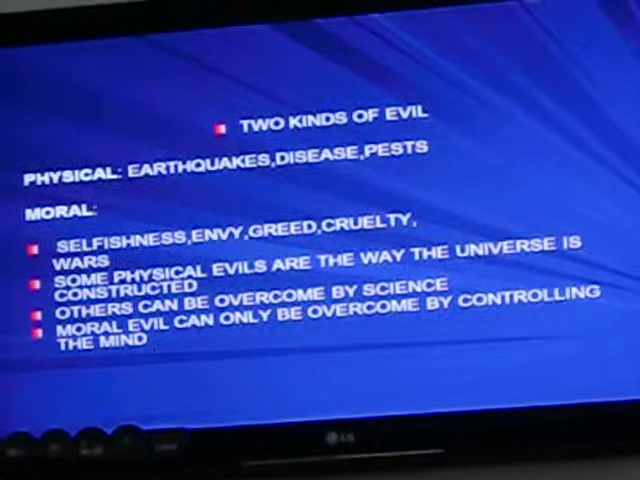 TWO KINDS OF EVIL
PHYSICAL: EARTHQUAKES,DISEASE,PESTS
MORAL:
SELFISHNESS,ENVY,GREED,CRUELTY,
WARS
SOME PHYSICAL EVILS ARE THE WAY THE UNIVERSE IS
CONSTRUCTED
OTHERS CAN BE OVERCOME BY SCIENCE
MORAL EVIL CAN ONLY BE OVERCOME BY CONTROLLING
THE MIND
LG